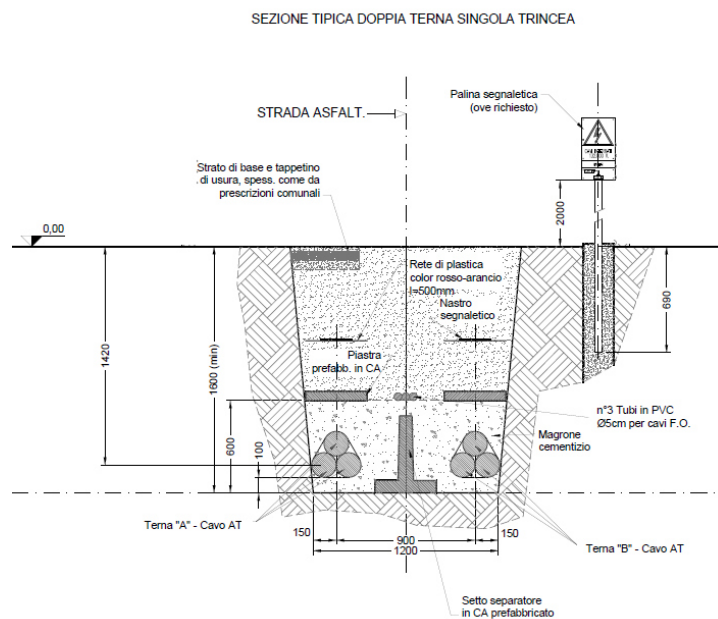 SEZIONE TIPICA DOPPIA TERNA SINGOLA TRINCEA
Palina segnaletica
(ove richiesto)
STRADA ASFALT.
Strato di base e tappetino
di usura, spess. come da
prescrizioni comunali
2000
0,00
Rete di plastica
color rosso-arancio
l=500mm
Nastro
segnaletico
690
1420
1600 (min)
Piastra
prefabb. in CA
600
100
n°3 Tubi in PVC
Ø5cm per cavi F.O.
Magrone
cementizio
Terna "A" - Cavo AT
150
900
150
1200
Terna "B" - Cavo AT
Setto separatore
in CA prefabbricato